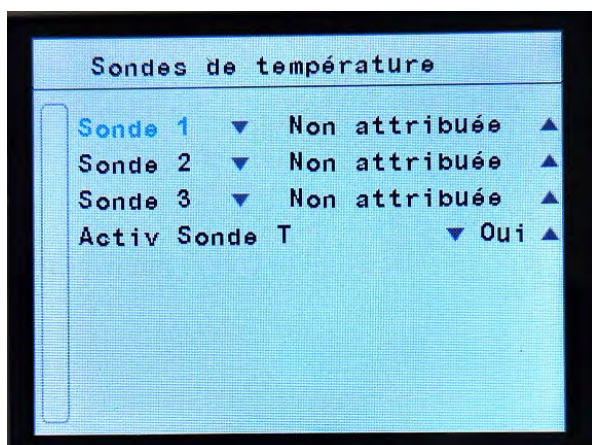 Sondes de température
Sonde 1 ▼ Non attribuée ▲
Sonde 2 ▼ Non attribuée ▲
Sonde 3 ▼ Non attribuée ▲
Activ Sonde T ▼ Oui ▲